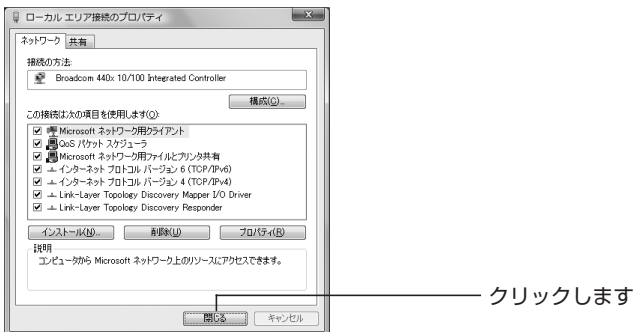 ローカル エリア接続のプロパティ
ネットワーク 共有
接続の方法:
Broadcom 440x 10/100 Integrated Controller
構成(C)...
この接続は次の項目を使用します(O):
Microsoft ネットワーク用クライアント
QoS パケット スケジューラ
Microsoft ネットワーク用ファイルとプリンタ共有
インターネット プロトコル バージョン 6 (TCP/IPv6)
インターネット プロトコル バージョン 4 (TCP/IPv4)
Link-Layer Topology Discovery Mapper I/O Driver
Link-Layer Topology Discovery Responder
インストール(N)... 削除(U) プロパティ(R)
説明
コンピュータから Microsoft ネットワーク上のリソースにアクセスできます。
クリックします
閉じる キャンセル